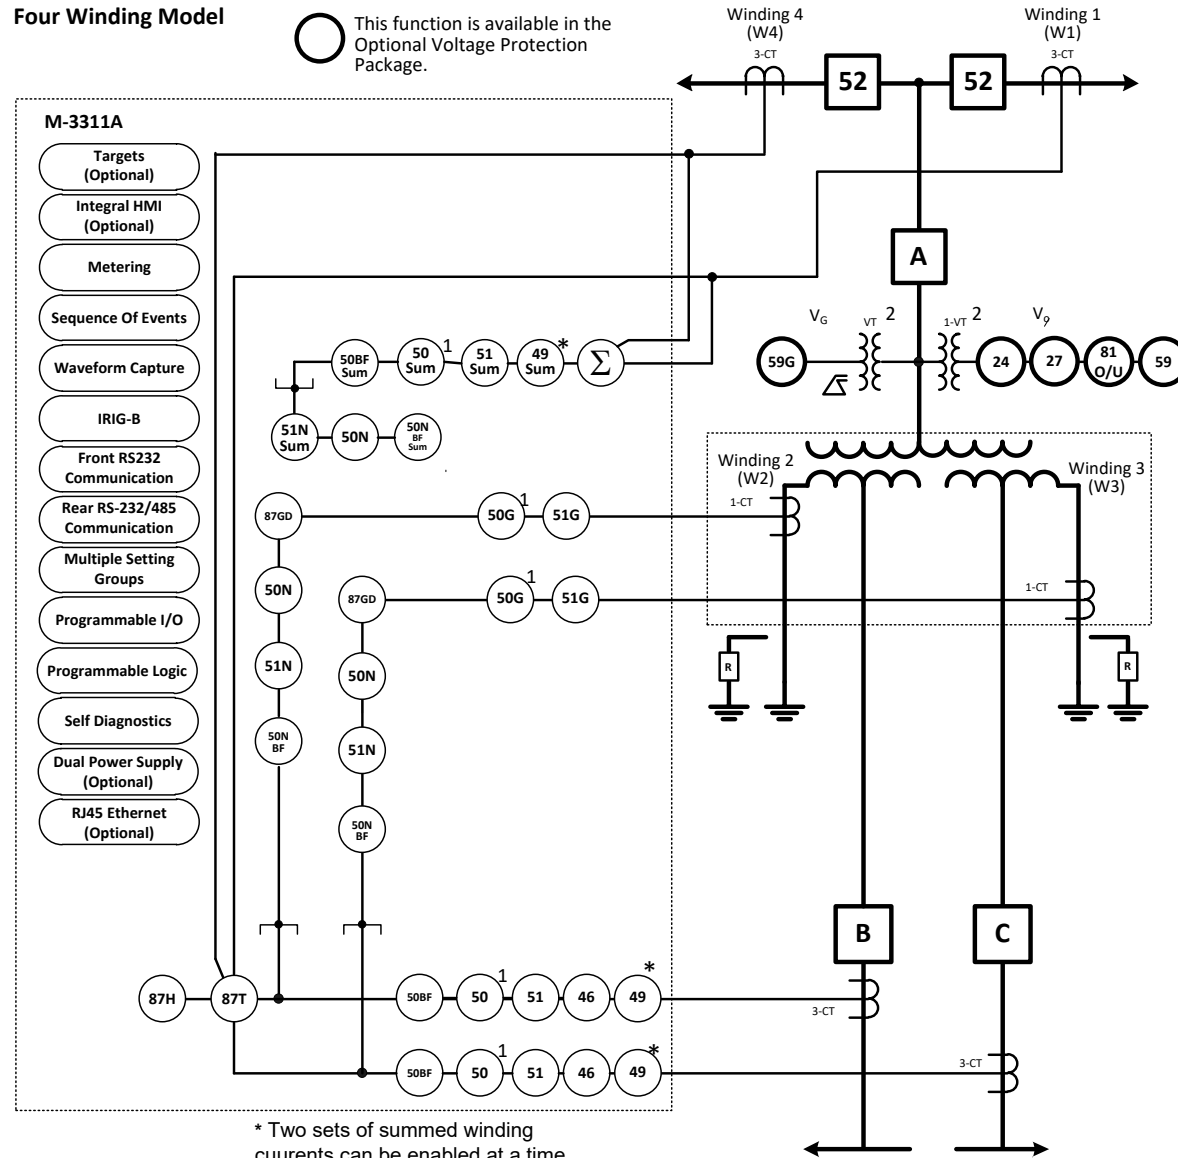 Four Winding Model
This function is available in the
Optional Voltage Protection
Package.
Winding 4
(W4)
3-CT
Winding 1
(W1)
3-CT
52
52
M-3311A
Targets
(Optional)
Integral HMI
(Optional)
Metering
Sequence Of Events
Waveform Capture
IRIG-B
Front RS232
Communication
Rear RS-232/485
Communication
Multiple Setting
Groups
Programmable I/O
Programmable Logic
Self Diagnostics
Dual Power Supply
(Optional)
RJ45 Ethernet
(Optional)
A
VG
VT 2
1-VT 2
V9
59G
24
27
81
O/U
59
50BF
Sum
50
Sum
1
51
Sum
49
Sum
*
Σ
51N
Sum
50N
50N
BF
Sum
Winding 2
(W2)
1-CT
Winding 3
(W3)
1-CT
87GD
50G
1
51G
50N
51N
50N
BF
87GD
50G
1
51G
50N
51N
50N
BF
R
R
B
C
87H
87T
50BF
50
1
51
46
49
*
3-CT
50BF
50
1
51
46
49
*
3-CT
* Two sets of summed winding
cuurents can be enabled at a time